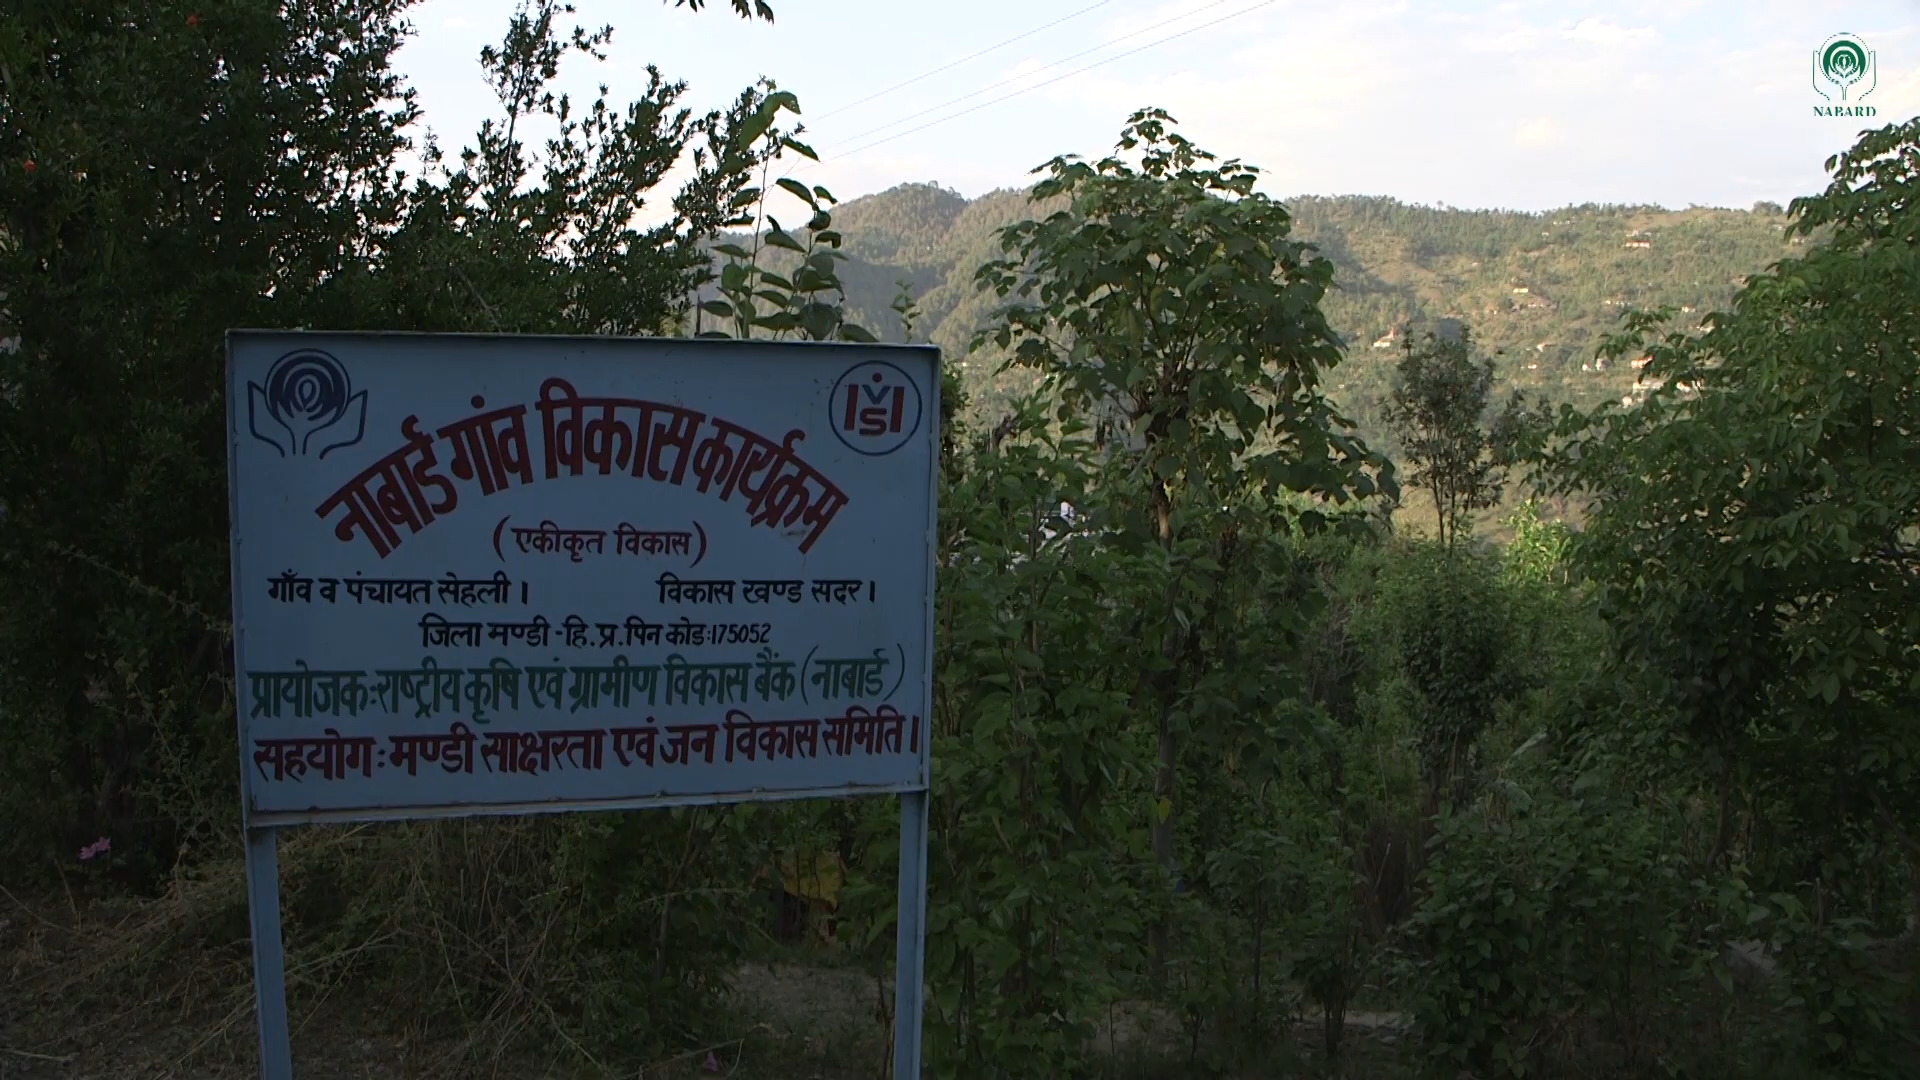 NABARD
नाबार्ड गांव विकास कार्यक्रम
(एकीकृत विकास)
गाँव व पंचायत सेहली। विकास खण्ड सदर।
जिला मण्डी-हि.प्र.पिन कोड:175052
प्रायोजक:राष्ट्रीय कृषि एवं ग्रामीण विकास बैंक (नाबार्ड)
सहयोग:मण्डी साक्षरता एवं जन विकास समिति।